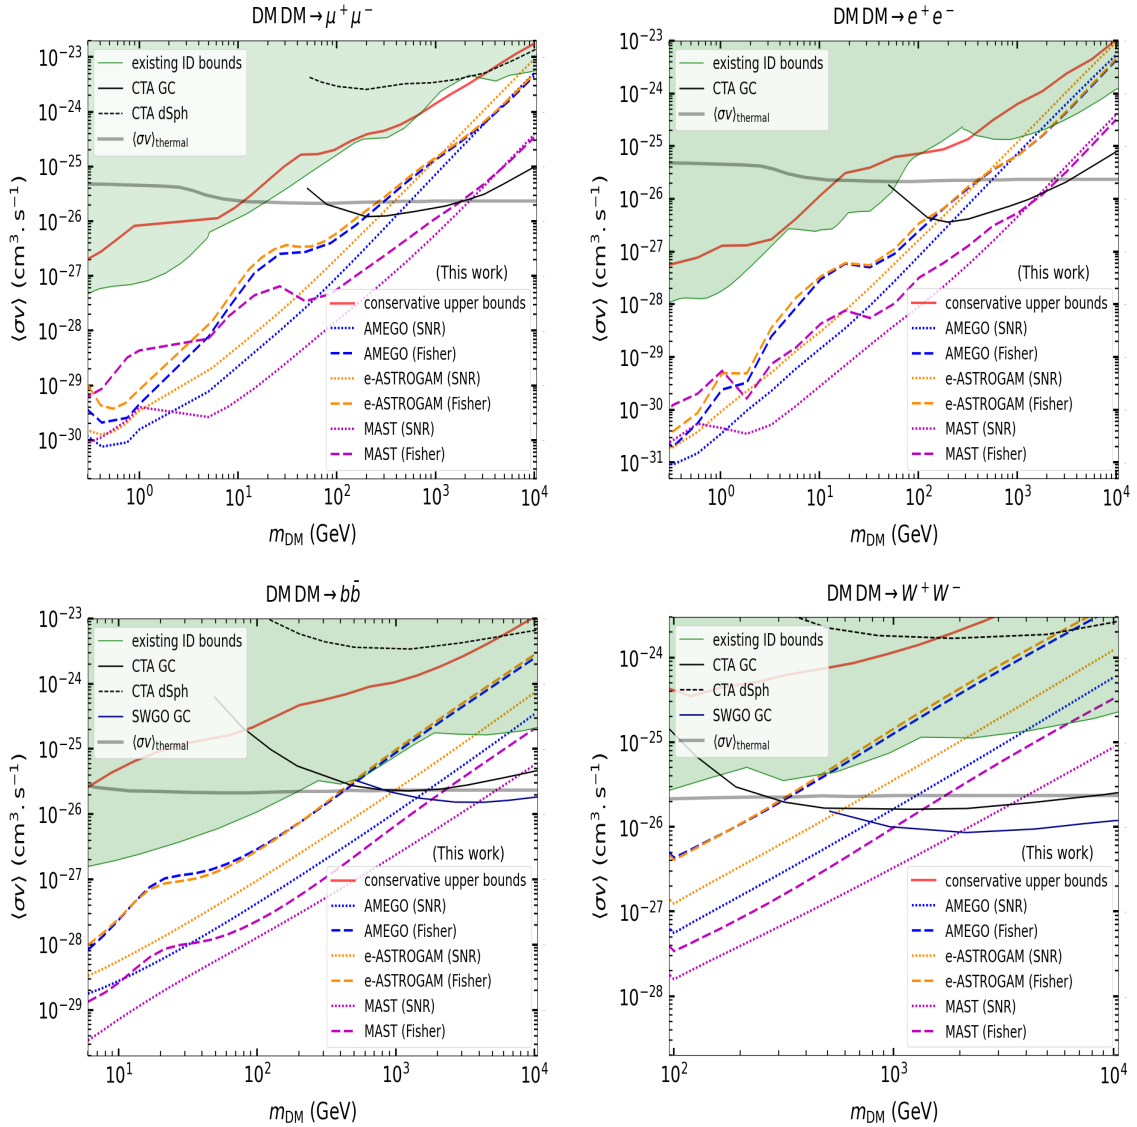 DM DM → μ⁺ μ⁻
existing ID bounds
CTA GC
CTA dSph
⟨σv⟩thermal
(This work)
conservative upper bounds
AMEGO (SNR)
AMEGO (Fisher)
e-ASTROGAM (SNR)
e-ASTROGAM (Fisher)
MAST (SNR)
MAST (Fisher)
10⁻²³
10⁻²⁴
10⁻²⁵
10⁻²⁶
10⁻²⁷
10⁻²⁸
10⁻²⁹
10⁻³⁰
⟨σv⟩ (cm³. s⁻¹)
10⁰ 10¹ 10² 10³ 10⁴
mDM (GeV)
DM DM → e⁺ e⁻
existing ID bounds
CTA GC
⟨σv⟩thermal
(This work)
conservative upper bounds
AMEGO (SNR)
AMEGO (Fisher)
e-ASTROGAM (SNR)
e-ASTROGAM (Fisher)
MAST (SNR)
MAST (Fisher)
10⁻²³
10⁻²⁴
10⁻²⁵
10⁻²⁶
10⁻²⁷
10⁻²⁸
10⁻²⁹
10⁻³⁰
10⁻³¹
⟨σv⟩ (cm³. s⁻¹)
10⁰ 10¹ 10² 10³ 10⁴
mDM (GeV)
DM DM → bb̄
existing ID bounds
CTA GC
CTA dSph
SWGO GC
⟨σv⟩thermal
(This work)
conservative upper bounds
AMEGO (SNR)
AMEGO (Fisher)
e-ASTROGAM (SNR)
e-ASTROGAM (Fisher)
MAST (SNR)
MAST (Fisher)
10⁻²³
10⁻²⁴
10⁻²⁵
10⁻²⁶
10⁻²⁷
10⁻²⁸
10⁻²⁹
⟨σv⟩ (cm³. s⁻¹)
10¹ 10² 10³ 10⁴
mDM (GeV)
DM DM → W⁺ W⁻
existing ID bounds
CTA GC
CTA dSph
SWGO GC
⟨σv⟩thermal
(This work)
conservative upper bounds
AMEGO (SNR)
AMEGO (Fisher)
e-ASTROGAM (SNR)
e-ASTROGAM (Fisher)
MAST (SNR)
MAST (Fisher)
10⁻²⁴
10⁻²⁵
10⁻²⁶
10⁻²⁷
10⁻²⁸
⟨σv⟩ (cm³. s⁻¹)
10² 10³ 10⁴
mDM (GeV)